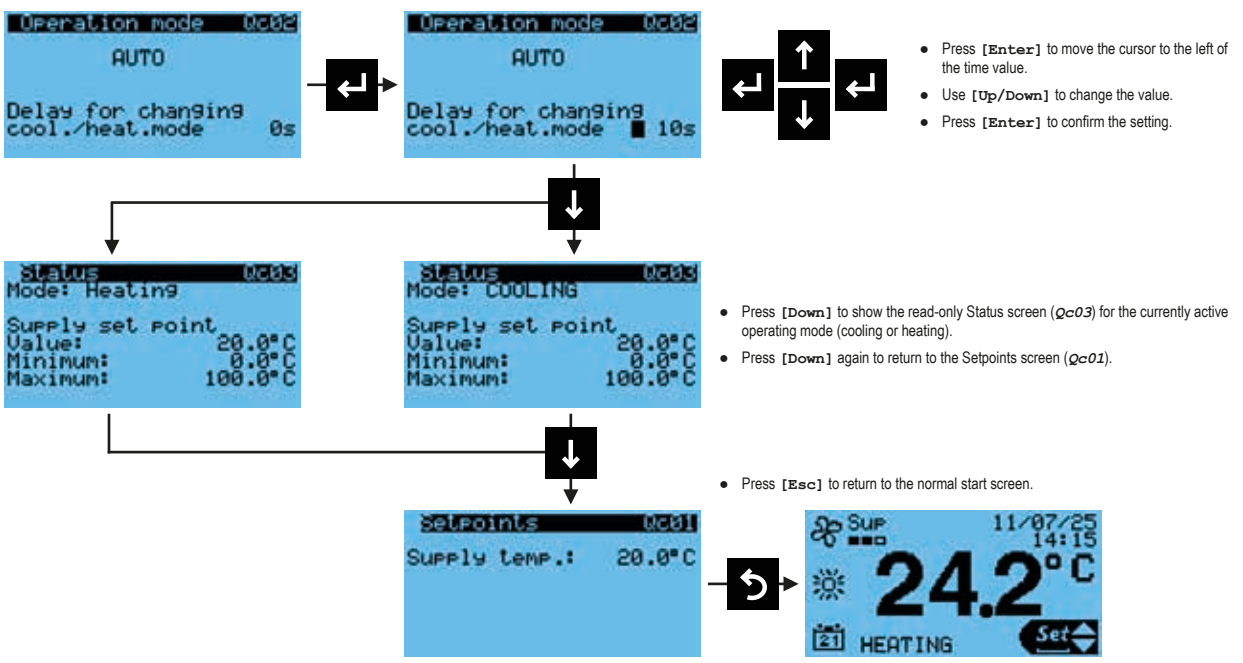 Operation mode Qc02
AUTO
Delay for changing
cool./heat.mode 0s
Operation mode Qc02
AUTO
Delay for changing
cool./heat.mode 10s
● Press [Enter] to move the cursor to the left of
the time value.
● Use [Up/Down] to change the value.
● Press [Enter] to confirm the setting.
Status Qc03
Mode: Heating
Supply set point
Value: 20.0°C
Minimum: 0.0°C
Maximum: 100.0°C
Status Qc03
Mode: COOLING
Supply set point
Value: 20.0°C
Minimum: 0.0°C
Maximum: 100.0°C
● Press [Down] to show the read-only Status screen (Qc03) for the currently active
operating mode (cooling or heating).
● Press [Down] again to return to the Setpoints screen (Qc01).
● Press [Esc] to return to the normal start screen.
Setpoints Qc01
Supply temp.: 20.0°C
Sup 11/07/25
14:15
24.2°C
21 HEATING Set